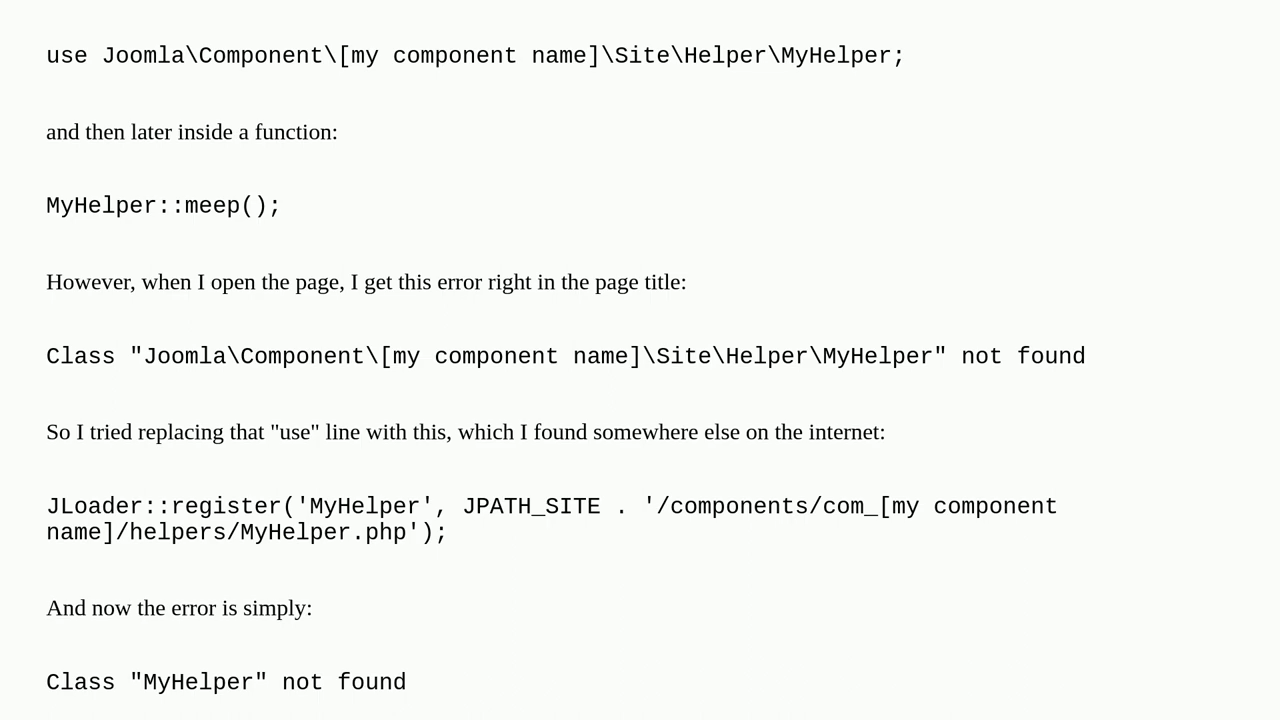 use Joomla\Component\[my component name]\Site\Helper\MyHelper;
and then later inside a function:
MyHelper::meep();
However, when I open the page, I get this error right in the page title:
Class "Joomla\Component\[my component name]\Site\Helper\MyHelper" not found
So I tried replacing that "use" line with this, which I found somewhere else on the internet:
JLoader::register('MyHelper', JPATH_SITE . '/components/com_[my component
name]/helpers/MyHelper.php');
And now the error is simply:
Class "MyHelper" not found